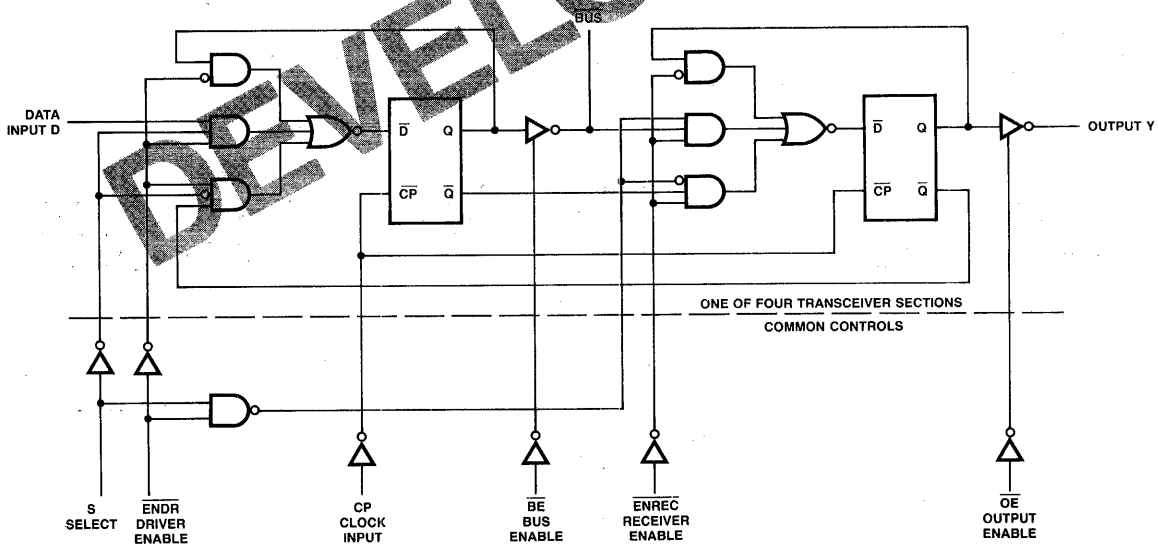 DEVELO
BUS
DATA
INPUT D
D
Q
CP
Q
D
Q
CP
Q
OUTPUT Y
ONE OF FOUR TRANSCEIVER SECTIONS
COMMON CONTROLS
S
SELECT
ENDR
DRIVER
ENABLE
CP
CLOCK
INPUT
BE
BUS
ENABLE
ENREC
RECEIVER
ENABLE
OE
OUTPUT
ENABLE